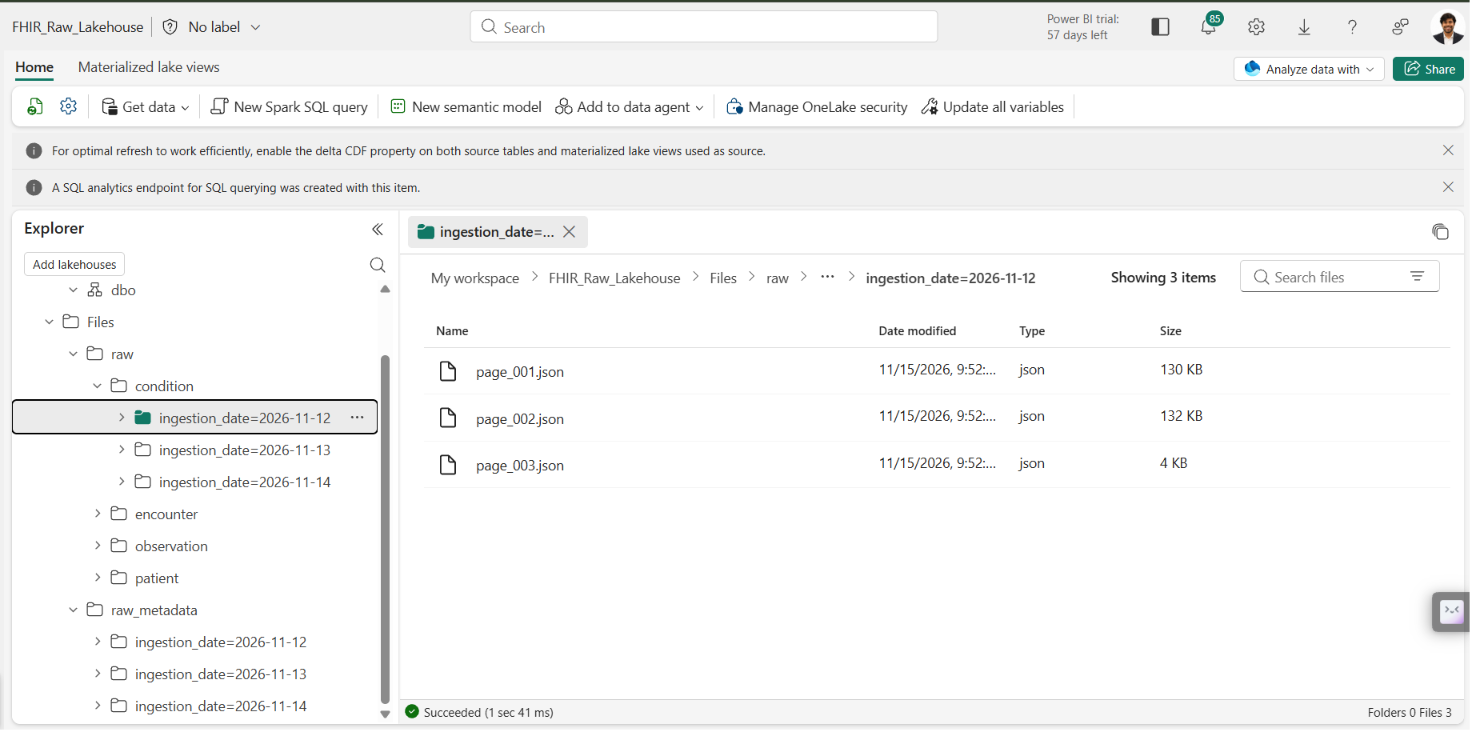 FHIR_Raw_Lakehouse No label
Search
Power BI trial:
57 days left
85
Home Materialized lake views
Analyze data with Share
Get data New Spark SQL query New semantic model Add to data agent Manage OneLake security Update all variables
For optimal refresh to work efficiently, enable the delta CDF property on both source tables and materialized lake views used as source.
A SQL analytics endpoint for SQL querying was created with this item.
Explorer
Add lakehouses
dbo
Files
raw
condition
ingestion_date=2026-11-12 ...
ingestion_date=2026-11-13
ingestion_date=2026-11-14
encounter
observation
patient
raw_metadata
ingestion_date=2026-11-12
ingestion_date=2026-11-13
ingestion_date=2026-11-14
ingestion_date=...
My workspace > FHIR_Raw_Lakehouse > Files > raw > ... > ingestion_date=2026-11-12 Showing 3 items Search files
Name Date modified Type Size
page_001.json 11/15/2026, 9:52:... json 130 KB
page_002.json 11/15/2026, 9:52:... json 132 KB
page_003.json 11/15/2026, 9:52:... json 4 KB
Succeeded (1 sec 41 ms) Folders 0 Files 3